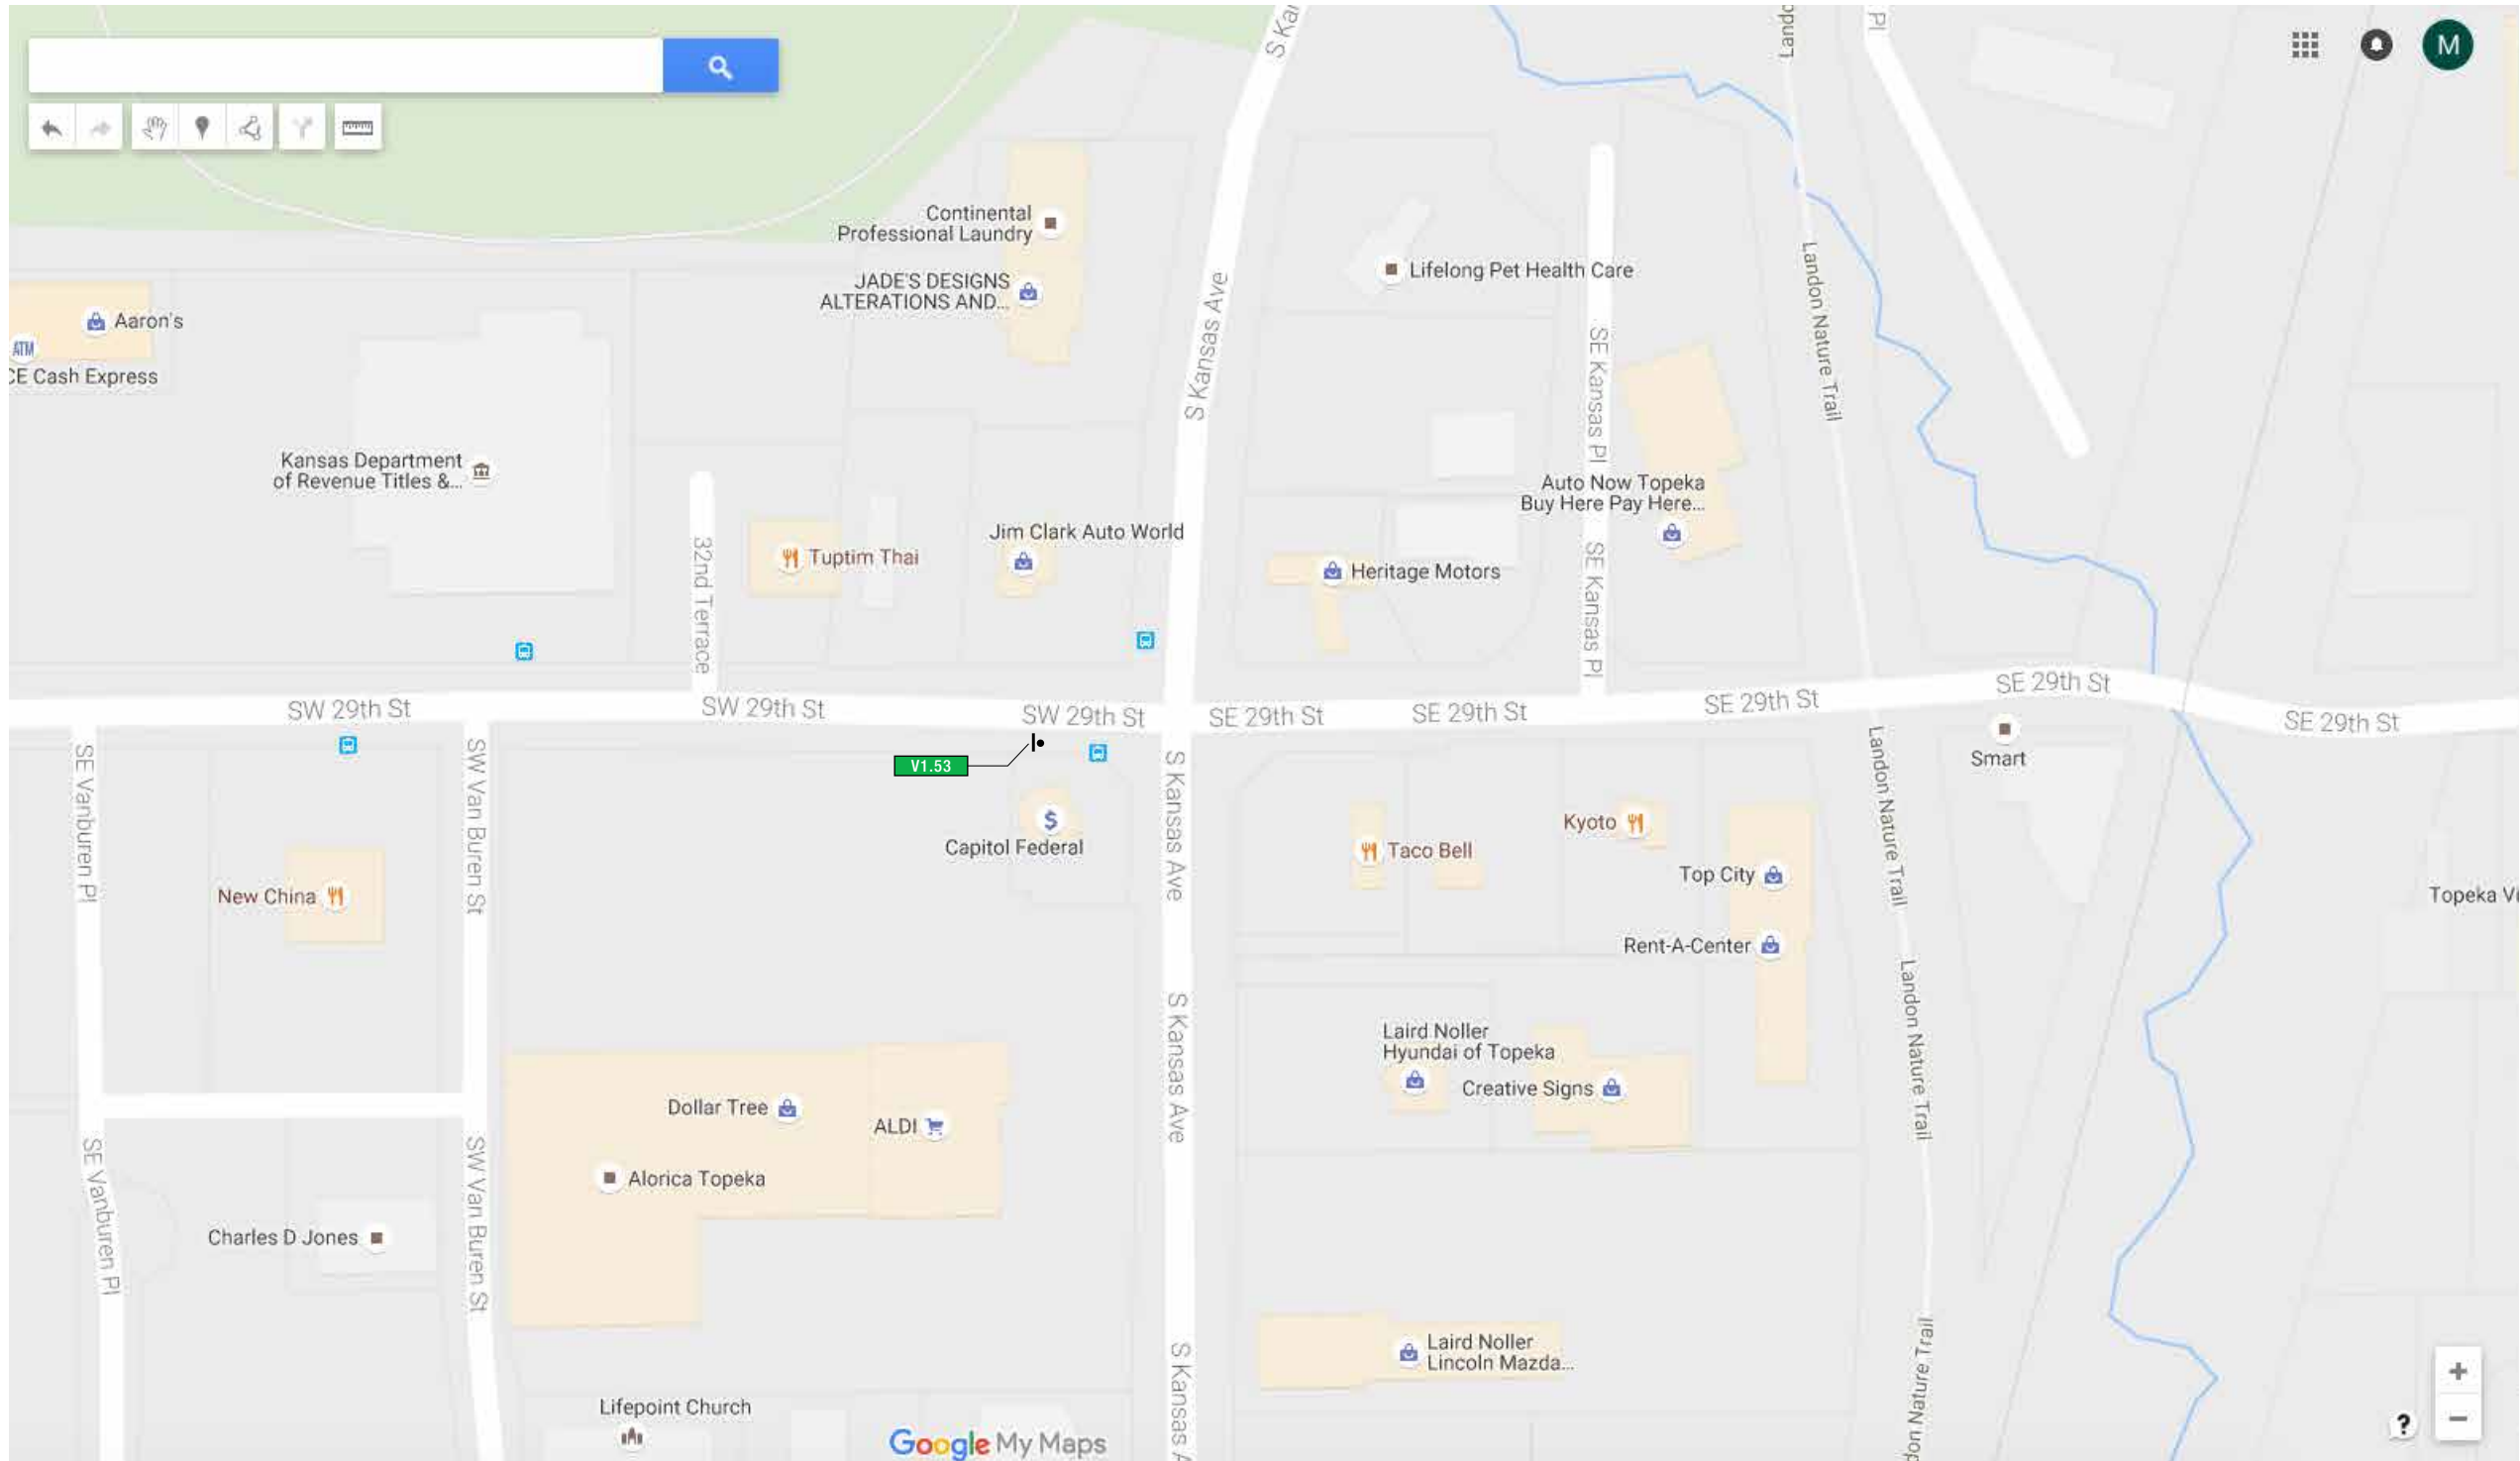 S Kai
Landc
Pl
M
Continental
Professional Laundry
JADE'S DESIGNS
ALTERATIONS AND...
S Kansas Ave
Lifelong Pet Health Care
Landon Nature Trail
Aaron's
ATM
CE Cash Express
SE Kansas Pl
Kansas Department
of Revenue Titles &...
Auto Now Topeka
Buy Here Pay Here...
Jim Clark Auto World
32nd Terrace
Tuptim Thai
Heritage Motors
SE Kansas Pl
SW 29th St
SW 29th St
SW 29th St
SE 29th St
SE 29th St
SE 29th St
SE 29th St
SE 29th St
SE Vanburen Pl
SW Van Buren St
V1.53
S Kansas Ave
Landon Nature Trail
Smart
Capitol Federal
Taco Bell
Kyoto
Top City
New China
Topeka Vi
Rent-A-Center
S Kansas Ave
Landon Nature Trail
Laird Noller
Hyundai of Topeka
Creative Signs
Dollar Tree
ALDI
SE Vanburen Pl
SW Van Buren St
Alorica Topeka
Charles D Jones
S Kansas A
Laird Noller
Lincoln Mazda...
don Nature Trail
Lifepoint Church
Google My Maps
+
?
−